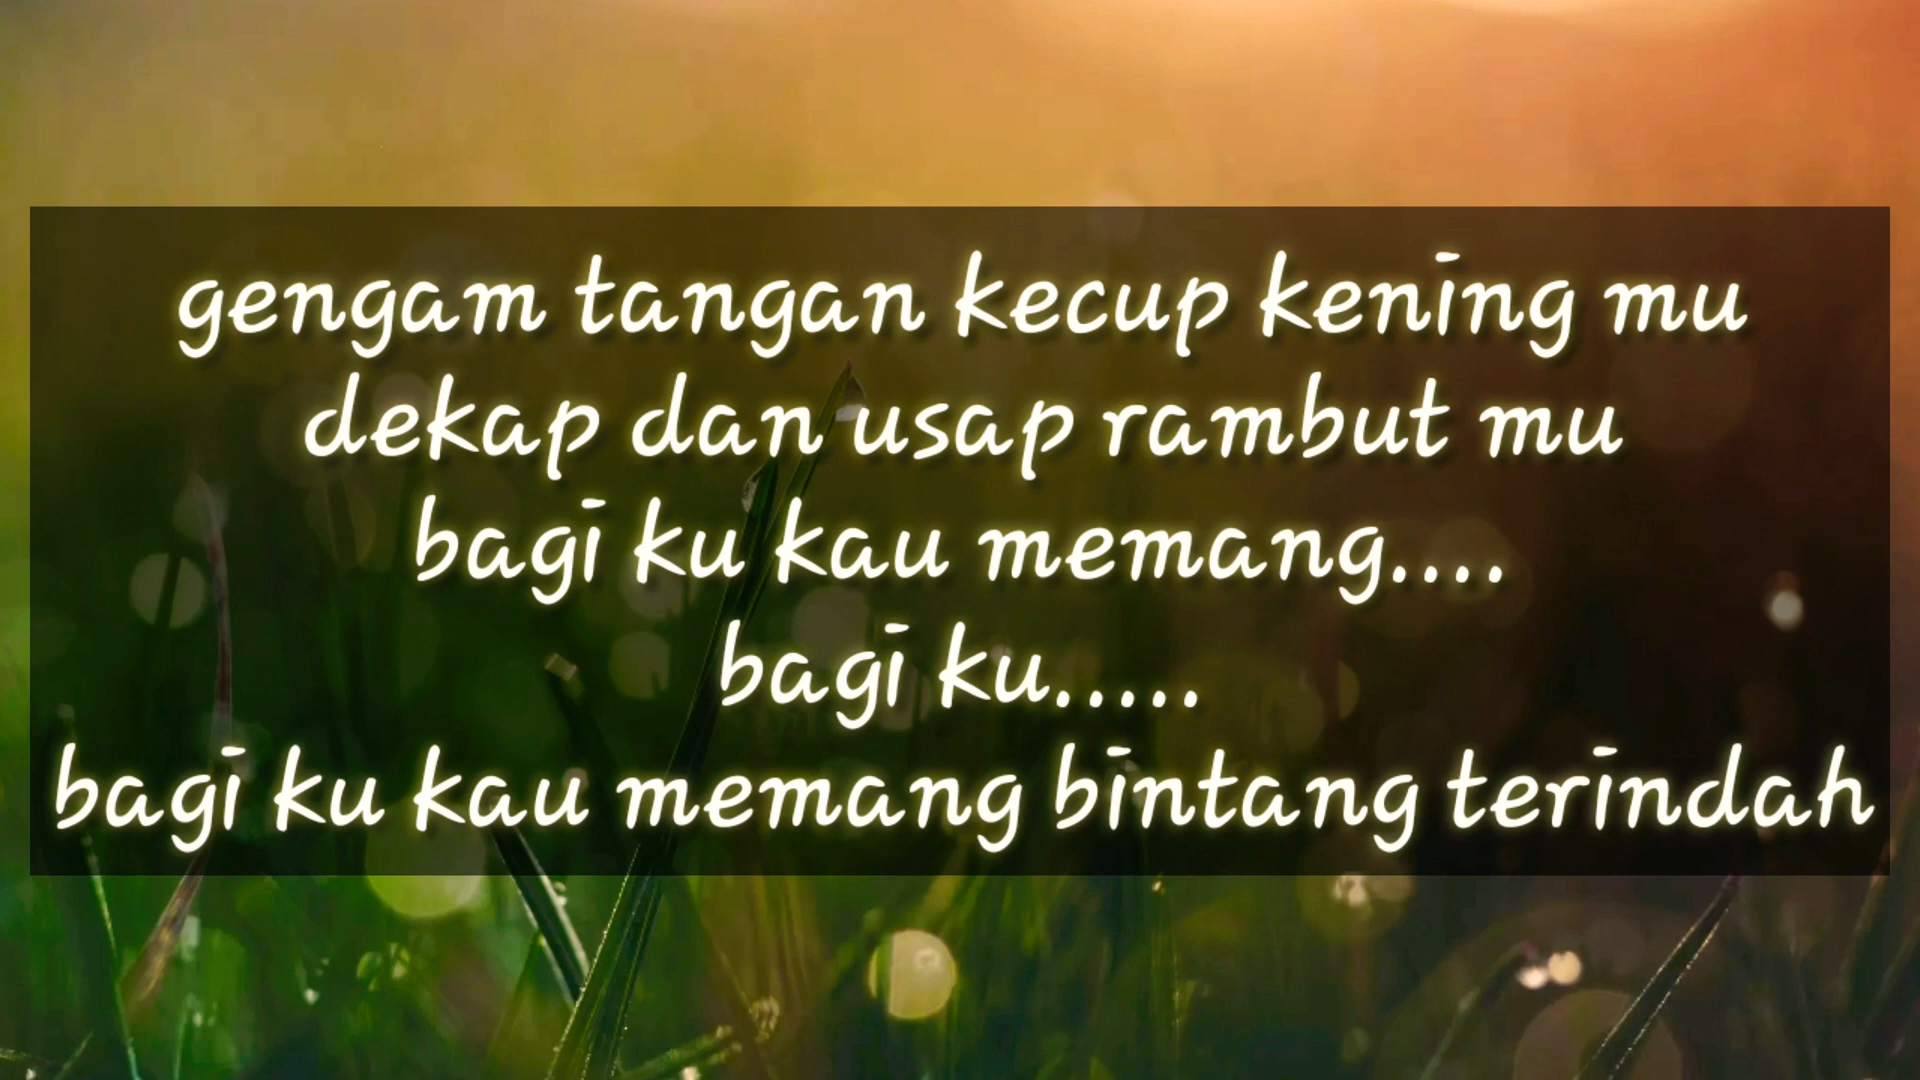 gengam tangan kecup kening mu
dekap dan usap rambut mu
bagi ku kau memang....
bagi ku.....
bagi ku kau memang bintang terindah